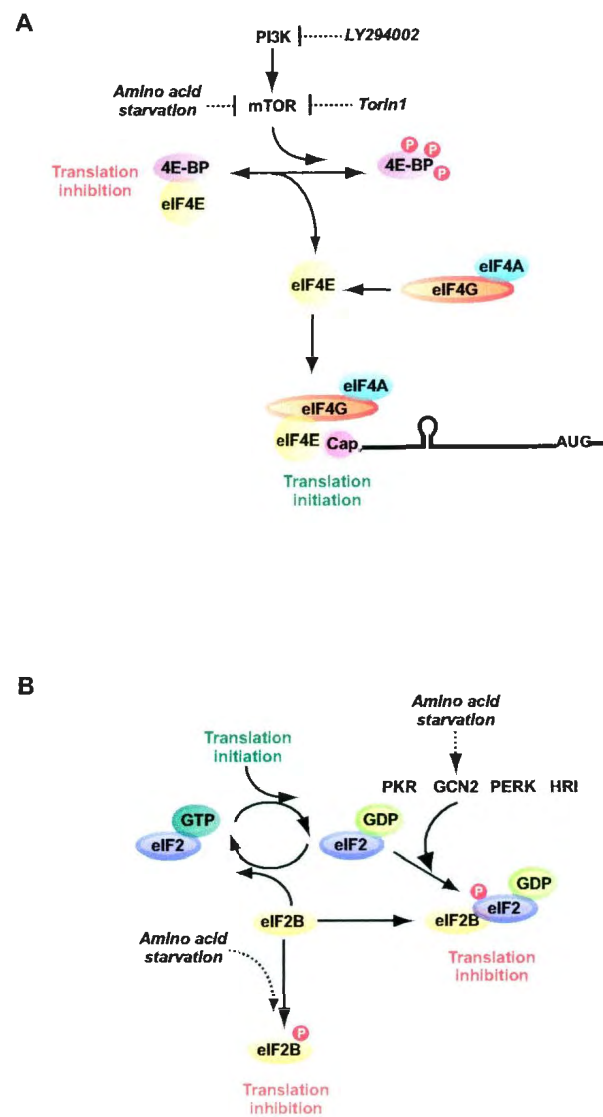 A
PI3K
LY294002
Amino acid
starvation
mTOR
Torin1
Translation
inhibition
4E-BP
eIF4E
P
P
4E-BP
P
eIF4E
eIF4A
eIF4G
eIF4A
eIF4G
eIF4E
Cap
AUG
Translation
initiation
B
Amino acid
starvation
Translation
initiation
PKR GCN2 PERK HRI
GTP
eIF2
GDP
eIF2
GDP
P
eIF2
eIF2B
eIF2B
Amino acid
starvation
Translation
inhibition
P
eIF2B
Translation
inhibition